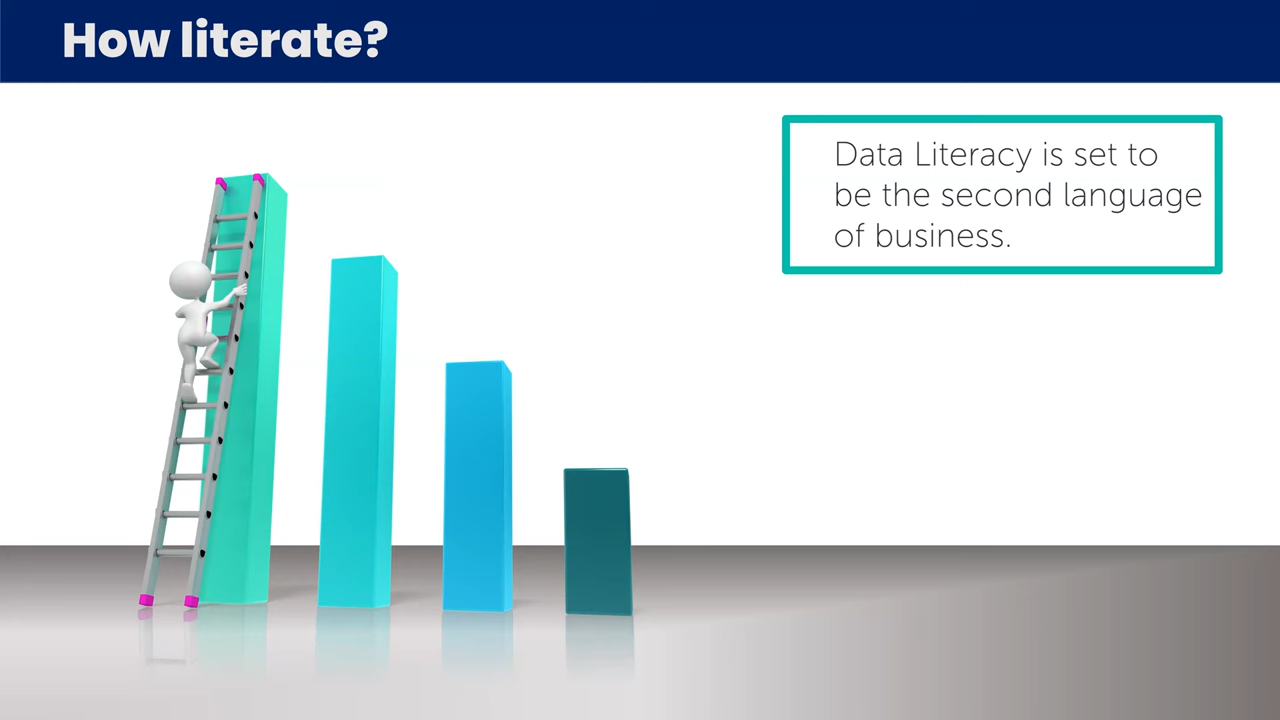 How literate?
Data Literacy is set to
be the second language
of business.